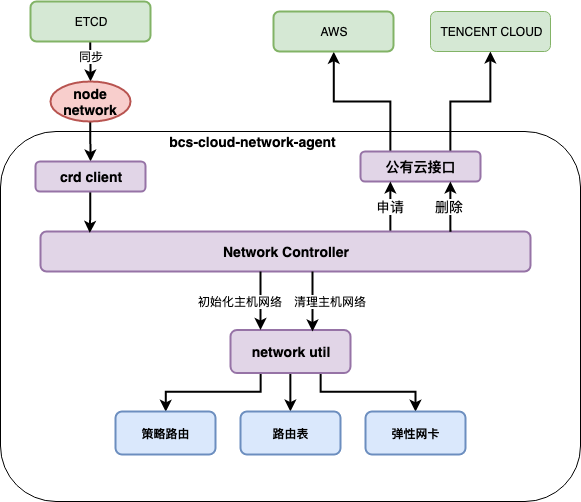 ETCD
AWS
TENCENT CLOUD
同步
node
network
bcs-cloud-network-agent
crd client
公有云接口
申请
删除
Network Controller
初始化主机网络
清理主机网络
network util
策略路由
路由表
弹性网卡